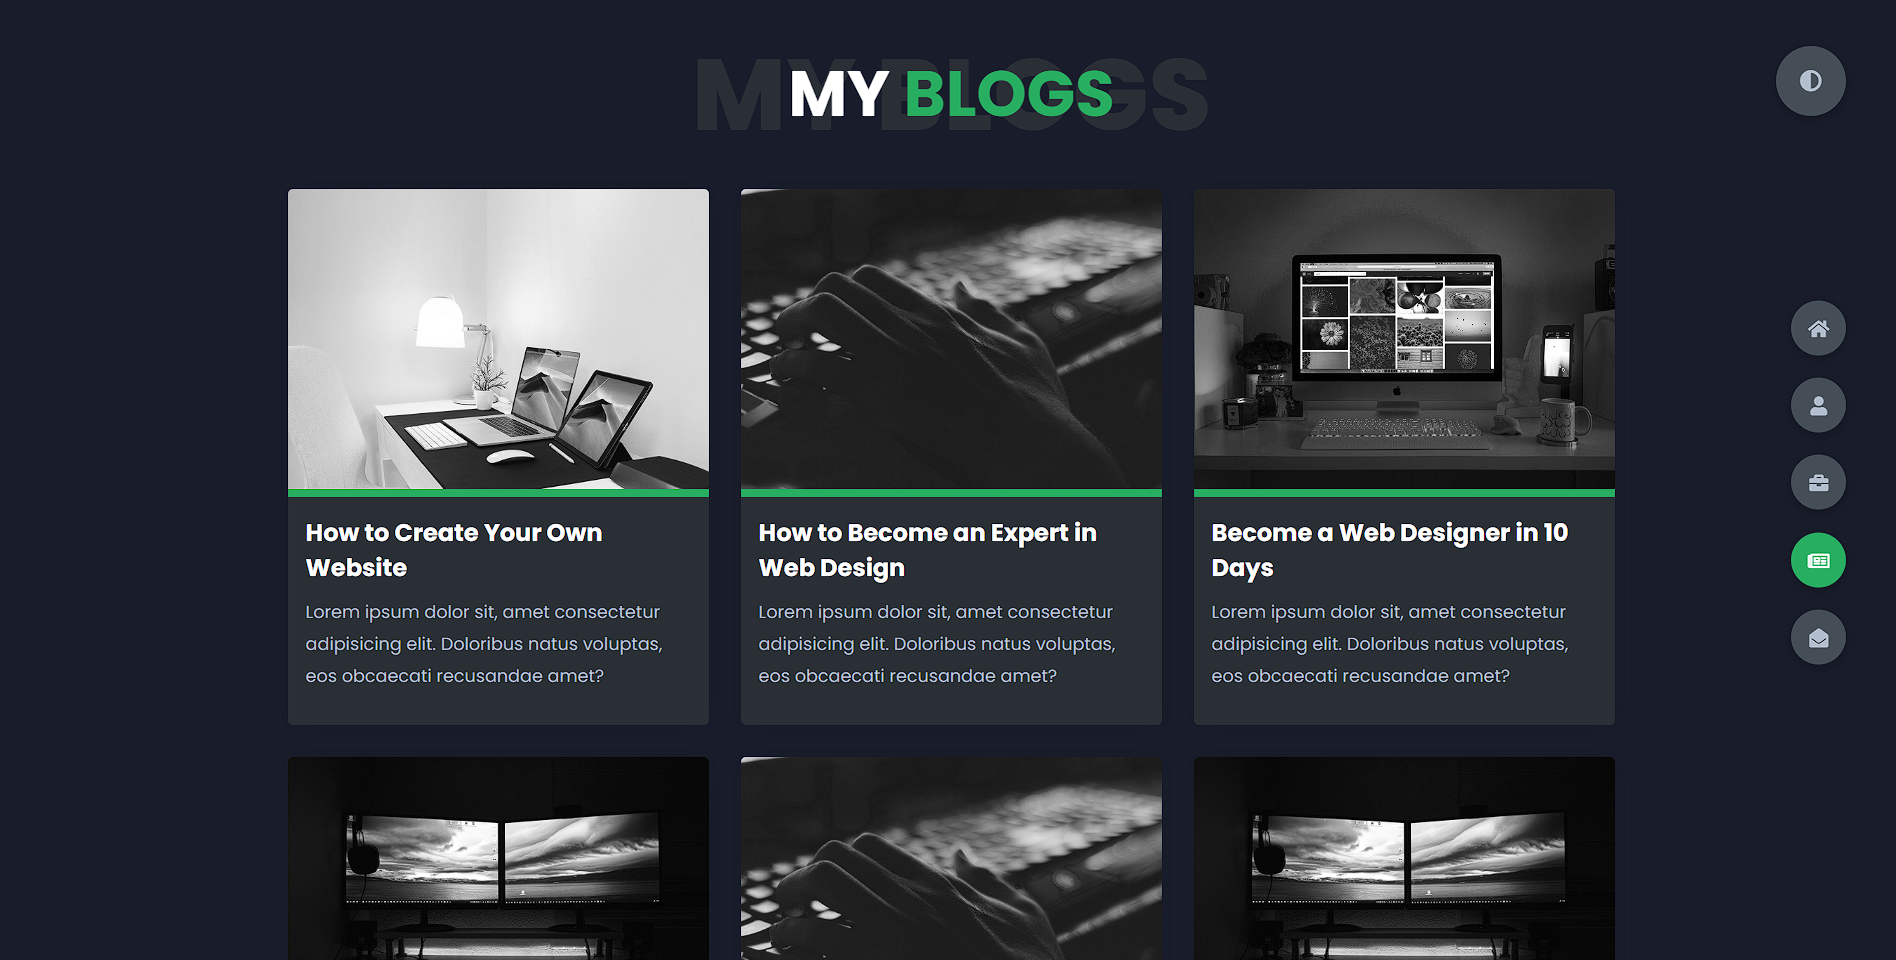 MY BLOGS
MY BLOGS
How to Create Your Own
Website
Lorem ipsum dolor sit, amet consectetur
adipisicing elit. Doloribus natus voluptas,
eos obcaecati recusandae amet?
How to Become an Expert in
Web Design
Lorem ipsum dolor sit, amet consectetur
adipisicing elit. Doloribus natus voluptas,
eos obcaecati recusandae amet?
Become a Web Designer in 10
Days
Lorem ipsum dolor sit, amet consectetur
adipisicing elit. Doloribus natus voluptas,
eos obcaecati recusandae amet?